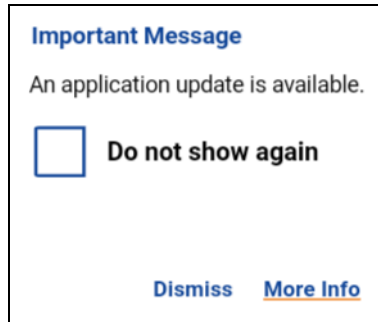 Important Message
An application update is available.
Do not show again
Dismiss More Info